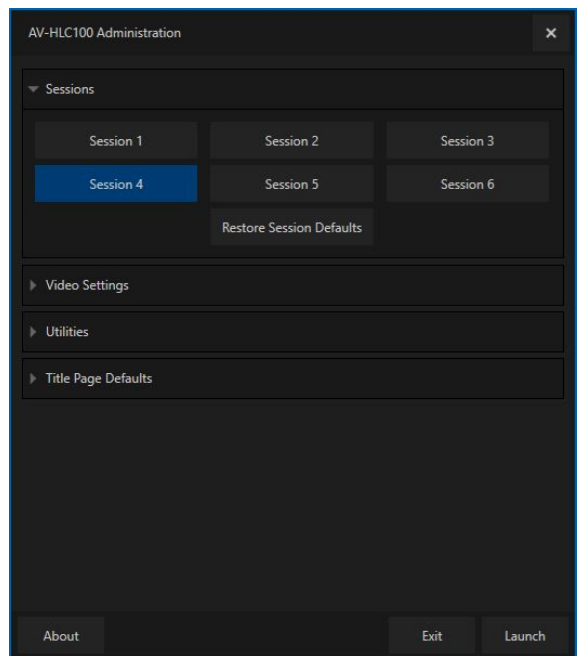 AV-HLC100 Administration
Sessions
Session 1 Session 2 Session 3
Session 4 Session 5 Session 6
Restore Session Defaults
Video Settings
Utilities
Title Page Defaults
About Exit Launch